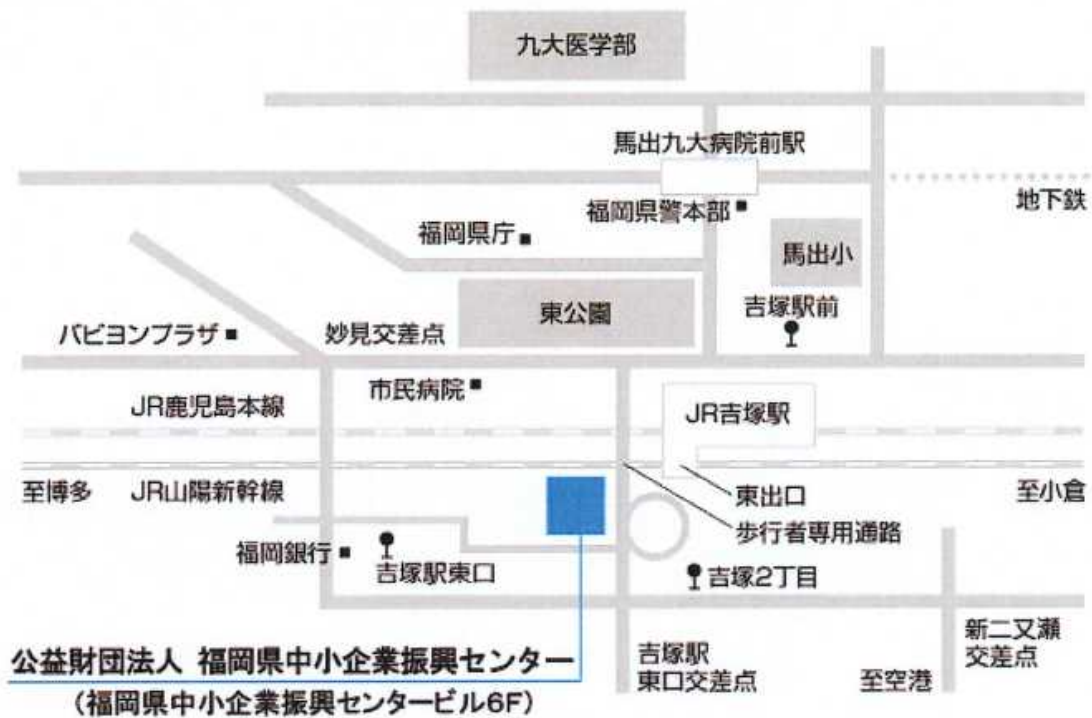 九大医学部
馬出九大病院前駅
地下鉄
福岡県警本部
福岡県庁
馬出小
東公園
吉塚駅前
パピヨンプラザ
妙見交差点
市民病院
JR鹿児島本線
JR吉塚駅
至博多
JR山陽新幹線
東出口
至小倉
歩行者専用通路
福岡銀行
吉塚駅東口
吉塚2丁目
公益財団法人 福岡県中小企業振興センター
(福岡県中小企業振興センタービル6F)
吉塚駅
東口交差点
至空港
新二又瀬
交差点